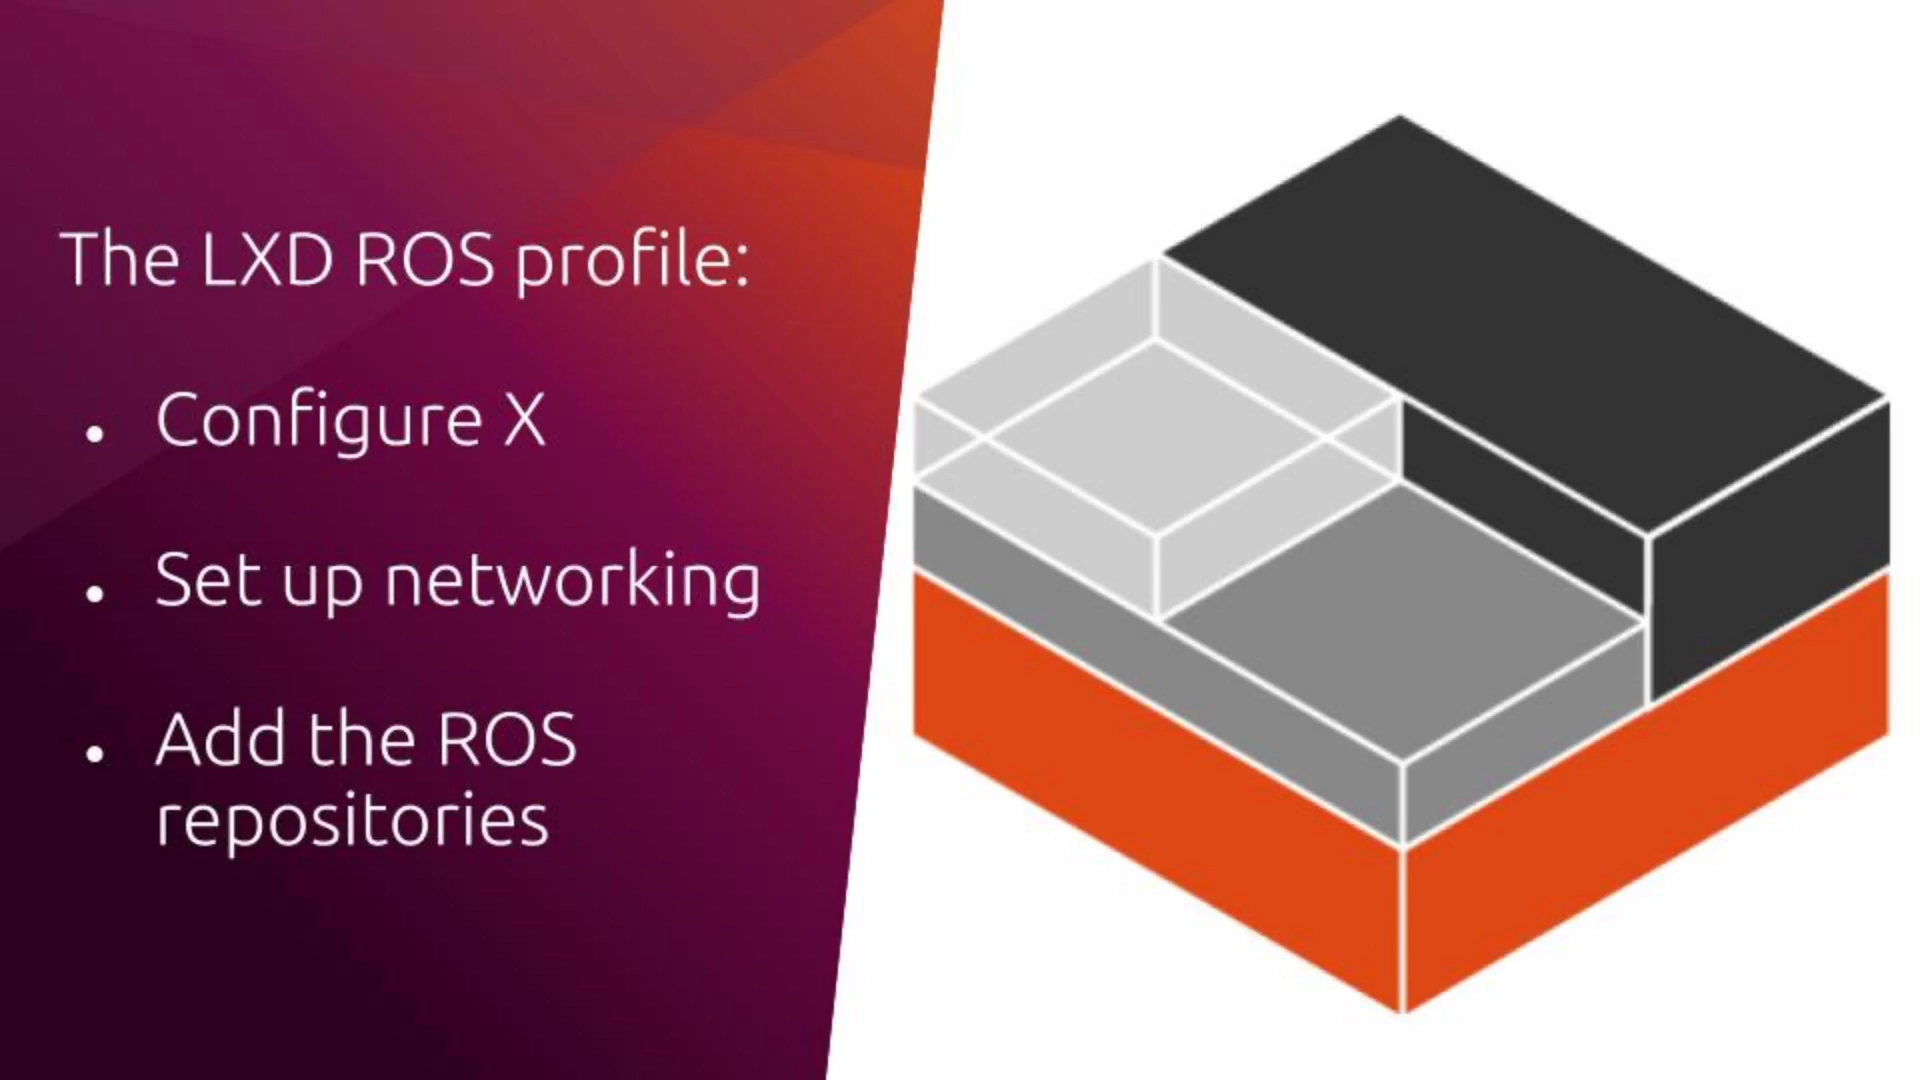 The LXD ROS profile:
• Configure X
• Set up networking
• Add the ROS
repositories